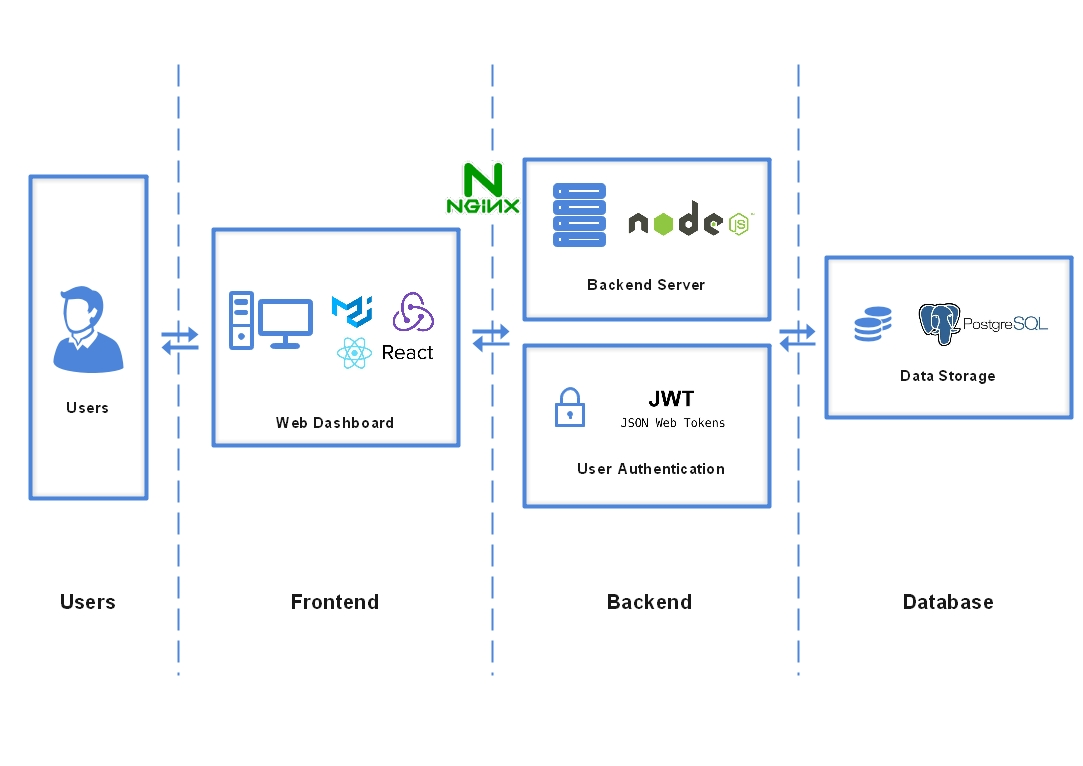 NGiNX
node
JS
Backend Server
React
Web Dashboard
Users
JWT
JSON Web Tokens
User Authentication
PostgreSQL
Data Storage
Users
Frontend
Backend
Database